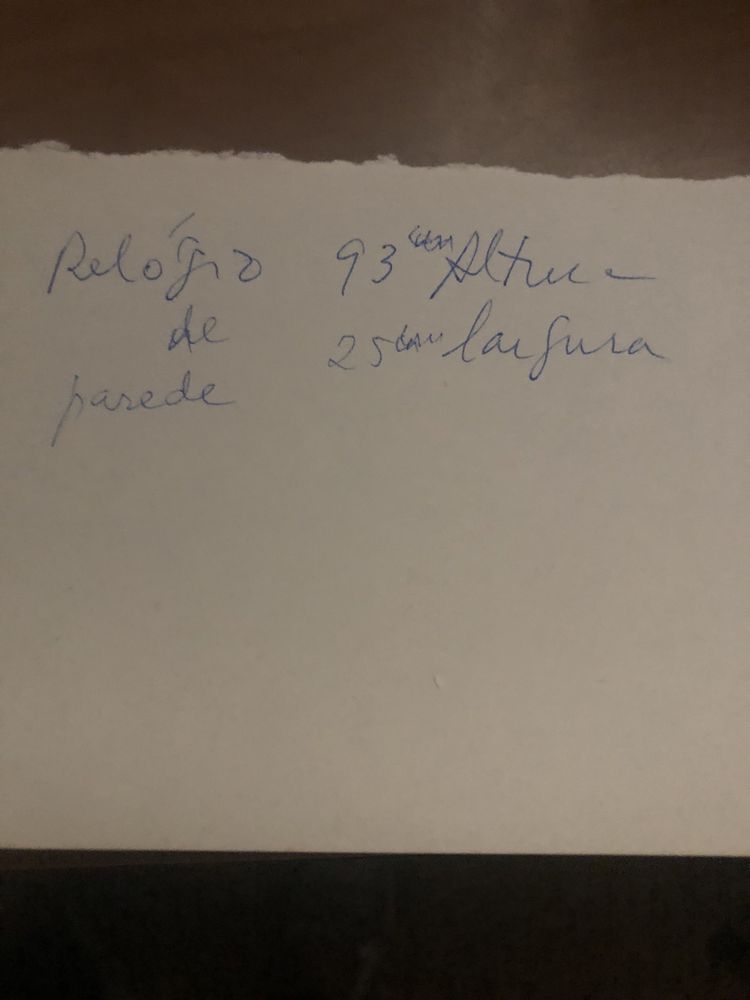 Relógio 93 cm Altura
de 25 cm largura
parede